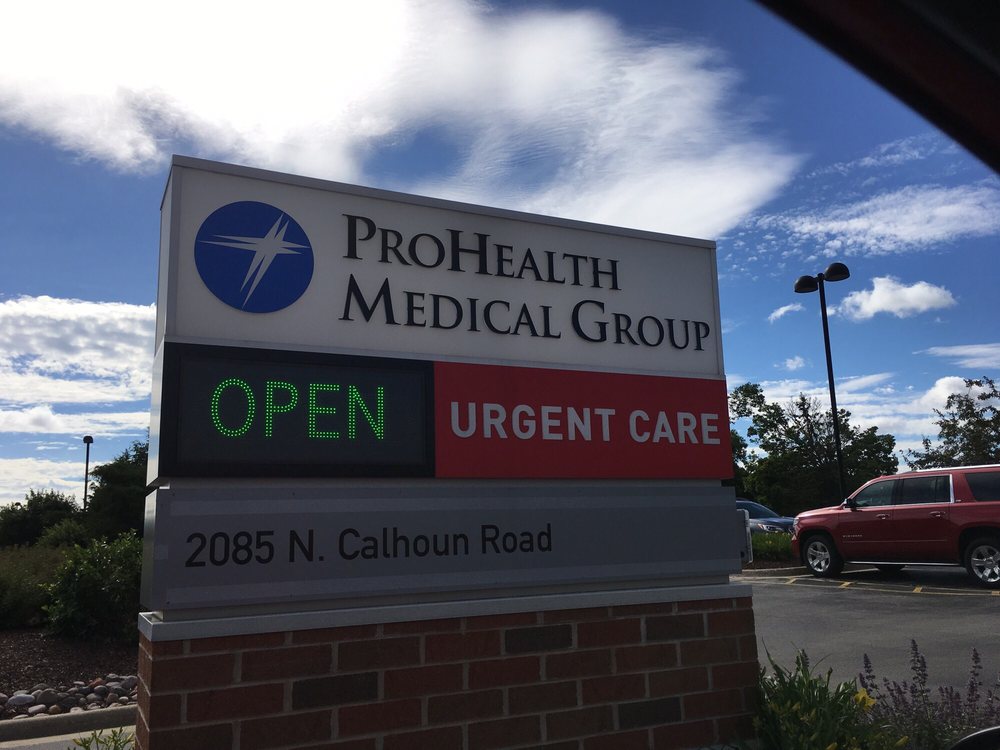 ProHealth
Medical Group
OPEN
URGENT CARE
2085 N. Calhoun Road